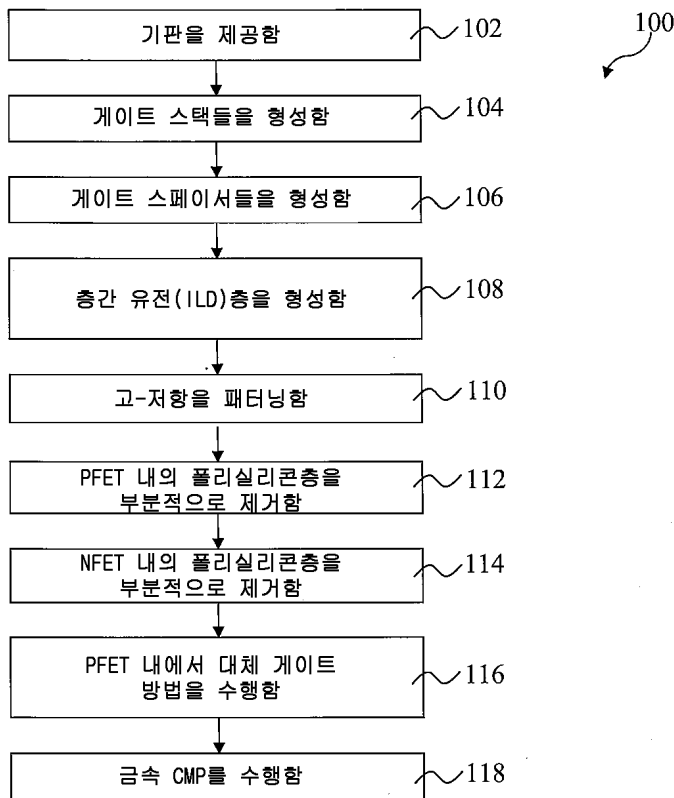 100
기판을 제공함
102
게이트 스택들을 형성함
104
게이트 스페이서들을 형성함
106
층간 유전(ILD)층을 형성함
108
고-저항을 패터닝함
110
PFET 내의 폴리실리콘층을
부분적으로 제거함
112
NFET 내의 폴리실리콘층을
부분적으로 제거함
114
PFET 내에서 대체 게이트
방법을 수행함
116
금속 CMP를 수행함
118